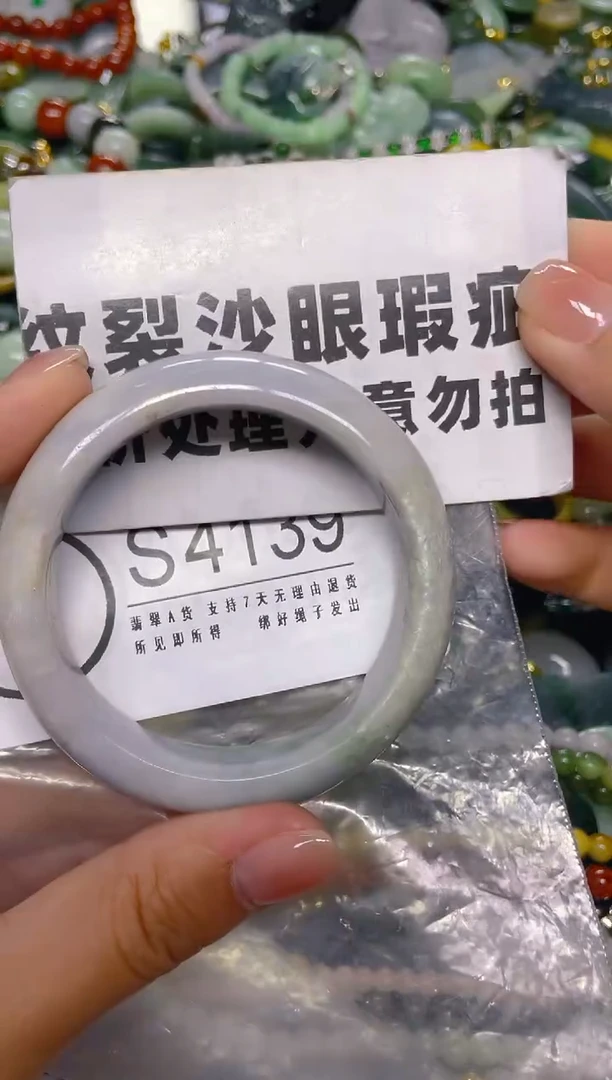 纹裂沙眼瑕疵
处理 意勿拍
S4139
翡翠A货 支持7天无理由退货
所见即所得 绑好绳子发出